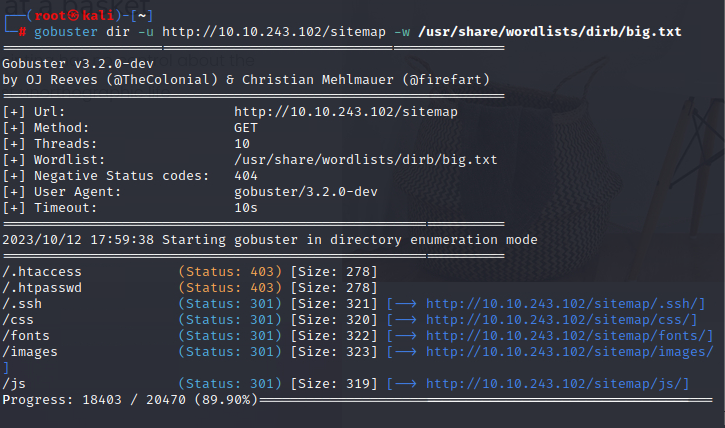 ┌──(root㉿kali)-[~]
└─# gobuster dir -u http://10.10.243.102/sitemap -w /usr/share/wordlists/dirb/big.txt
===============================================================
Gobuster v3.2.0-dev
by OJ Reeves (@TheColonial) & Christian Mehlmauer (@firefart)
===============================================================
[+] Url:                     http://10.10.243.102/sitemap
[+] Method:                  GET
[+] Threads:                 10
[+] Wordlist:                /usr/share/wordlists/dirb/big.txt
[+] Negative Status codes:   404
[+] User Agent:              gobuster/3.2.0-dev
[+] Timeout:                 10s
===============================================================
2023/10/12 17:59:38 Starting gobuster in directory enumeration mode
===============================================================
/.htaccess            (Status: 403) [Size: 278]
/.htpasswd            (Status: 403) [Size: 278]
/.ssh                 (Status: 301) [Size: 321] [--> http://10.10.243.102/sitemap/.ssh/]
/css                  (Status: 301) [Size: 320] [--> http://10.10.243.102/sitemap/css/]
/fonts                (Status: 301) [Size: 322] [--> http://10.10.243.102/sitemap/fonts/]
/images               (Status: 301) [Size: 323] [--> http://10.10.243.102/sitemap/images/
]
/js                   (Status: 301) [Size: 319] [--> http://10.10.243.102/sitemap/js/]
Progress: 18403 / 20470 (89.90%)===============================================================